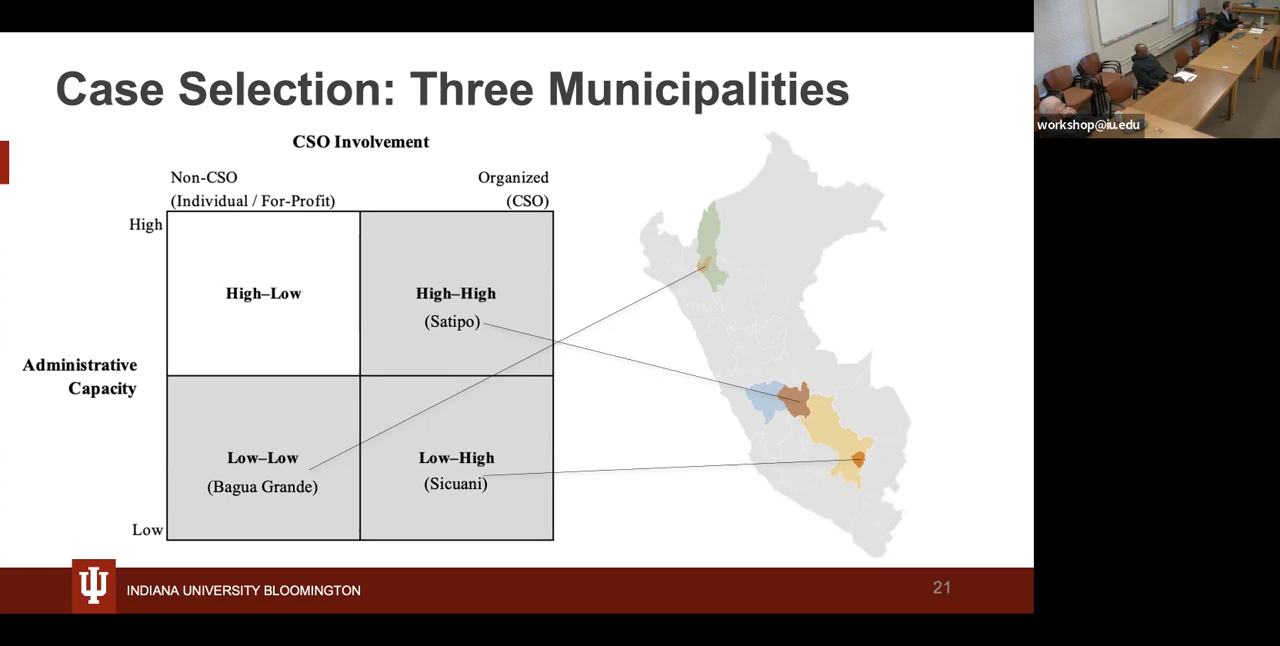 Case Selection: Three Municipalities
workshop@iu.edu
CSO Involvement
Non-CSO
(Individual / For-Profit)
Organized
(CSO)
High
High–Low
High–High
(Satipo)
Administrative
Capacity
Low–Low
(Bagua Grande)
Low–High
(Sicuani)
Low
INDIANA UNIVERSITY BLOOMINGTON
21